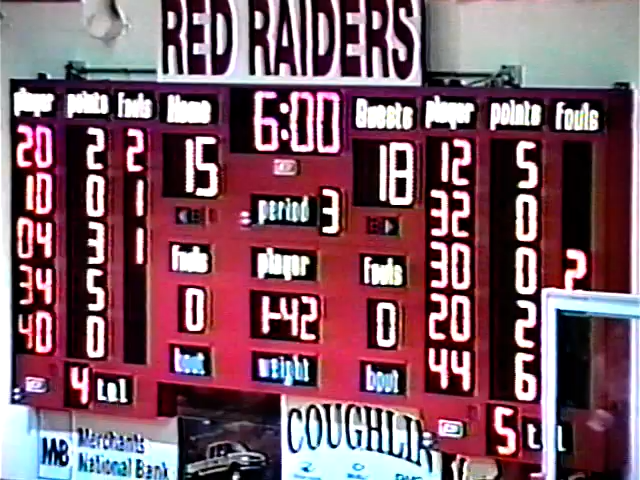 RED RAIDERS
player points fouls Home 6:00 Guests player points fouls
20 2 2 15 18 12 5
10 0 1 period 3 32 0
04 3 1 fouls player fouls 30 0 2
34 5 0 1-42 0 20 2
40 0 bout weight bout 44 6
4 tol 5
MB Merchants National Bank
COUGHLIN